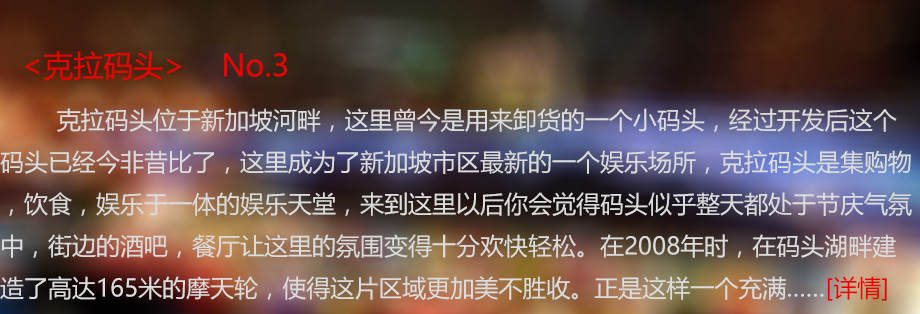 <克拉码头> No.3
克拉码头位于新加坡河畔，这里曾今是用来卸货的一个小码头，经过开发后这个
码头已经今非昔比了，这里成为了新加坡市区最新的一个娱乐场所，克拉码头是集购物
，饮食，娱乐于一体的娱乐天堂，来到这里以后你会觉得码头似乎整天都处于节庆气氛
中，街边的酒吧，餐厅让这里的氛围变得十分欢快轻松。在2008年时，在码头湖畔建
造了高达165米的摩天轮，使得这片区域更加美不胜收。正是这样一个充满......[详情]